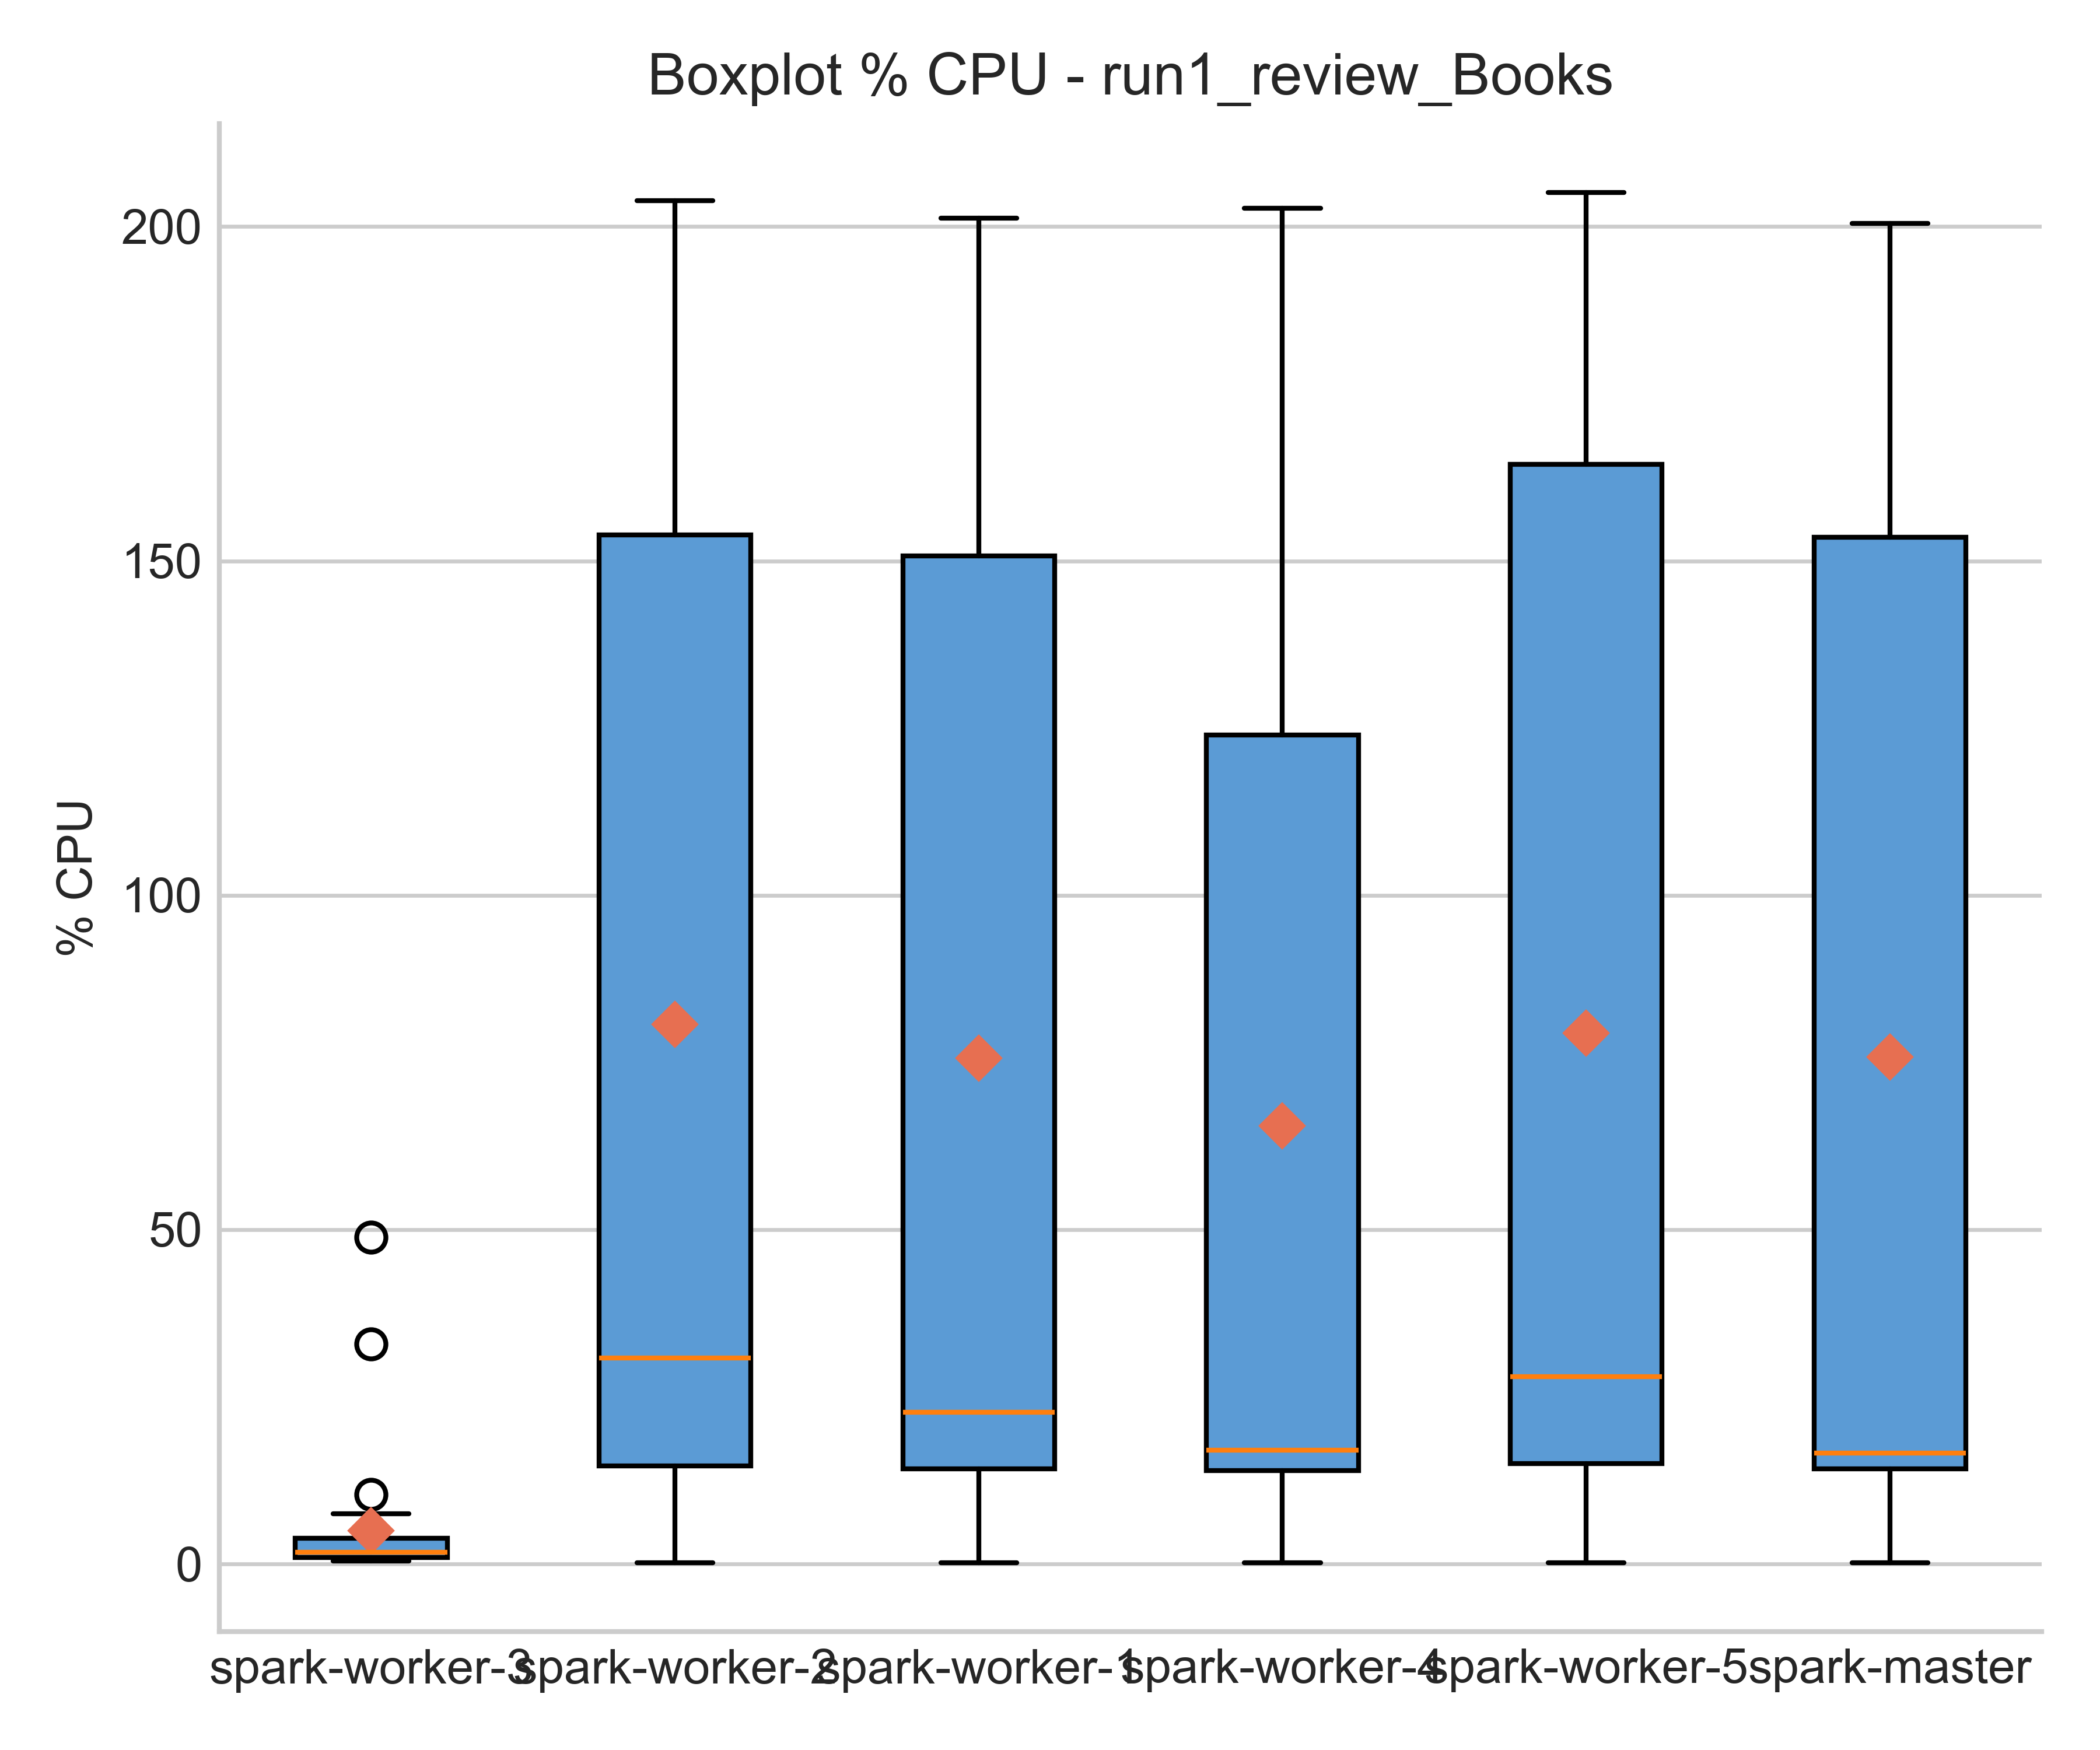 Boxplot % CPU - run1_review_Books
% CPU
200
150
100
50
0
spark-worker-3 spark-worker-2 spark-worker-1 spark-worker-4 spark-worker-5 spark-master